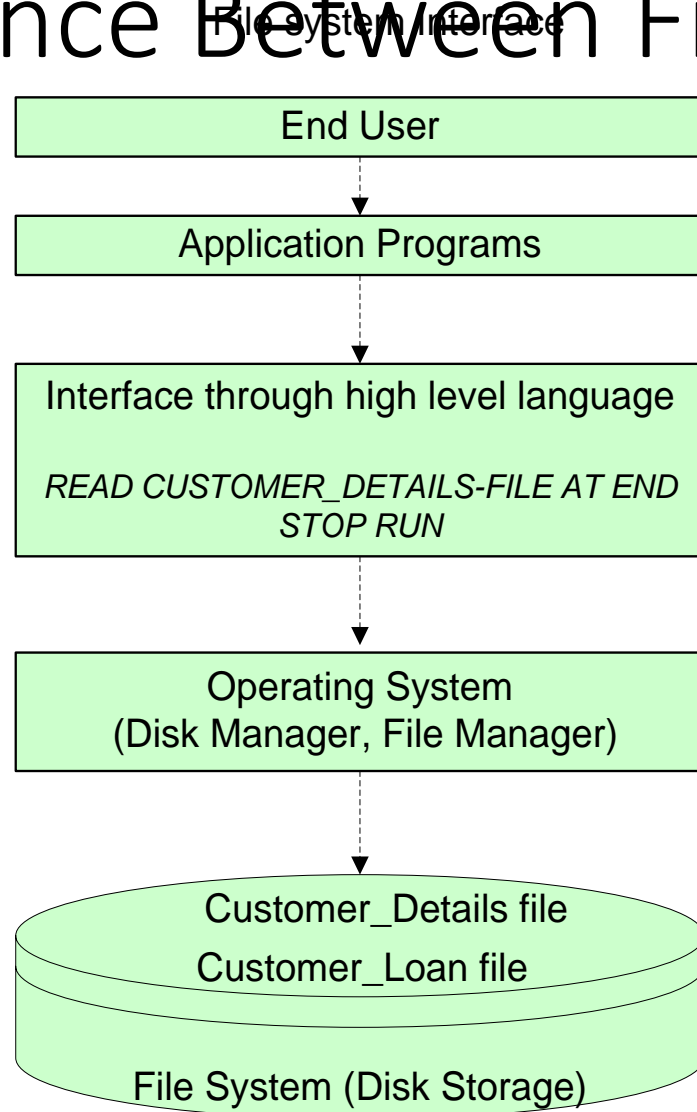 nce Between F
File system Interface
End User
Application Programs
Interface through high level language
READ CUSTOMER_DETAILS-FILE AT END
STOP RUN
Operating System
(Disk Manager, File Manager)
Customer_Details file
Customer_Loan file
File System (Disk Storage)